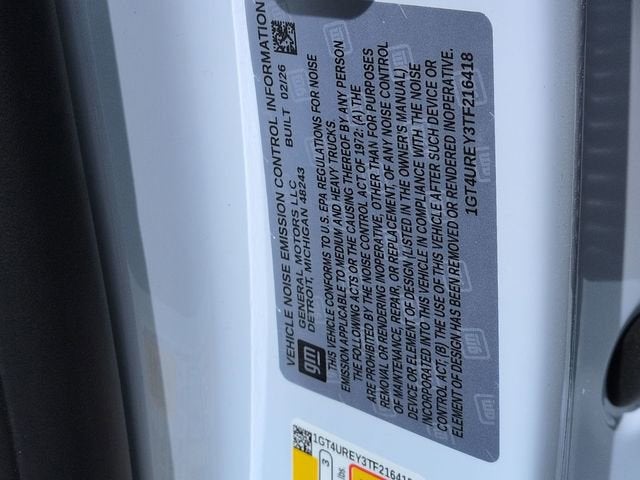 VEHICLE NOISE EMISSION CONTROL INFORMATION
gm
GENERAL MOTORS LLC
DETROIT, MICHIGAN 48243
BUILT 02/26
THIS VEHICLE CONFORMS TO U.S. EPA REGULATIONS FOR NOISE
EMISSION APPLICABLE TO MEDIUM AND HEAVY TRUCKS.
THE FOLLOWING ACTS OR THE CAUSING THEREOF BY ANY PERSON
ARE PROHIBITED BY THE NOISE CONTROL ACT OF 1972: (A) THE
REMOVAL OR RENDERING INOPERATIVE, OTHER THAN FOR PURPOSES
OF MAINTENANCE, REPAIR, OR REPLACEMENT, OF ANY NOISE CONTROL
DEVICE OR ELEMENT OF DESIGN (LISTED IN THE OWNER'S MANUAL)
INCORPORATED INTO THIS VEHICLE IN COMPLIANCE WITH THE NOISE
CONTROL ACT; (B) THE USE OF THIS VEHICLE AFTER SUCH DEVICE OR
ELEMENT OF DESIGN HAS BEEN REMOVED OR RENDERED INOPERATIVE.
1GT4UREY3TF216418
1GT4UREY3TF216418
3
lbs.